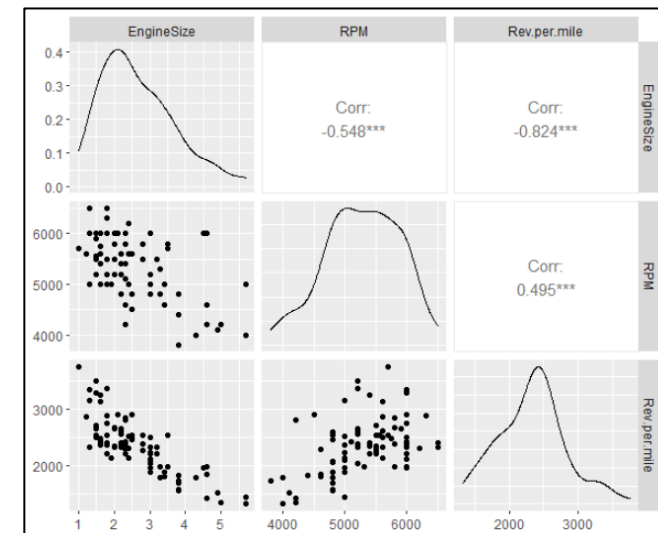 EngineSize RPM Rev.per.mile
0.4
0.3
0.2
0.1
0.0
Corr:
-0.548***
Corr:
-0.824***
EngineSize
6000
5000
4000
Corr:
0.495***
RPM
3000
2000
Rev.per.mile
1 2 3 4 5 4000 5000 6000 2000 3000